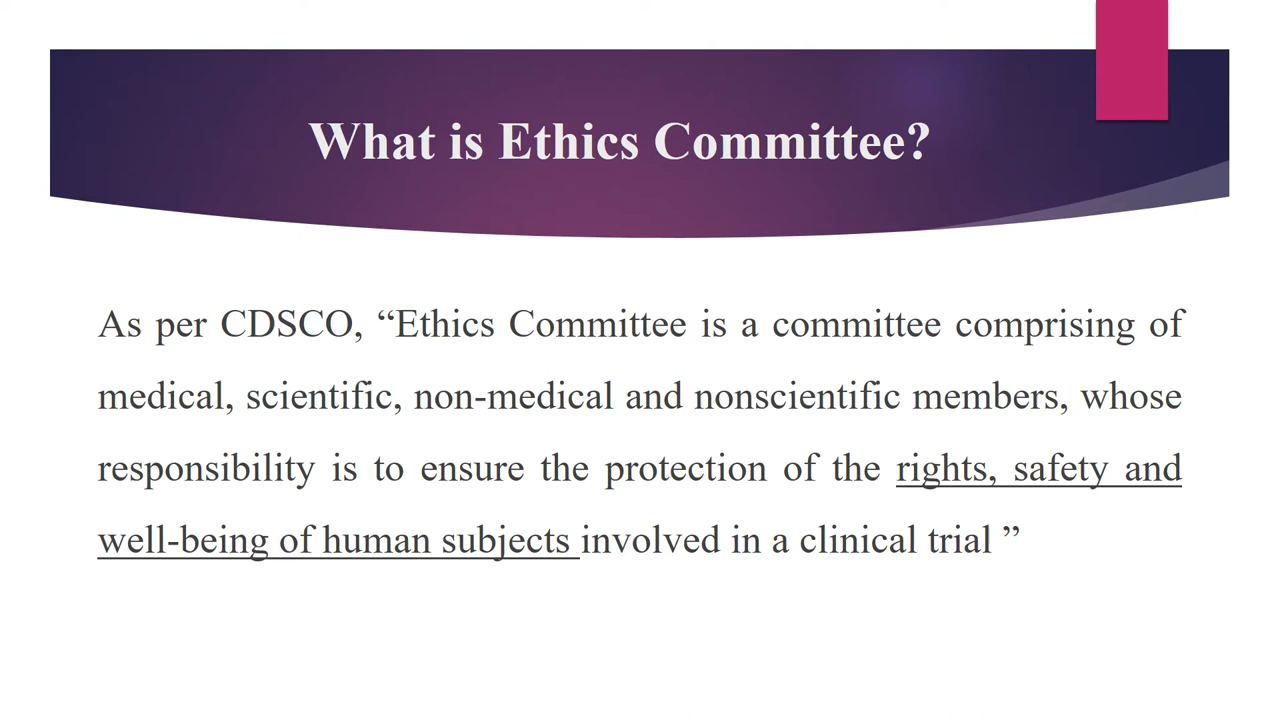 What is Ethics Committee?
As per CDSCO, “Ethics Committee is a committee comprising of
medical, scientific, non-medical and nonscientific members, whose
responsibility is to ensure the protection of the rights, safety and
well-being of human subjects involved in a clinical trial ”